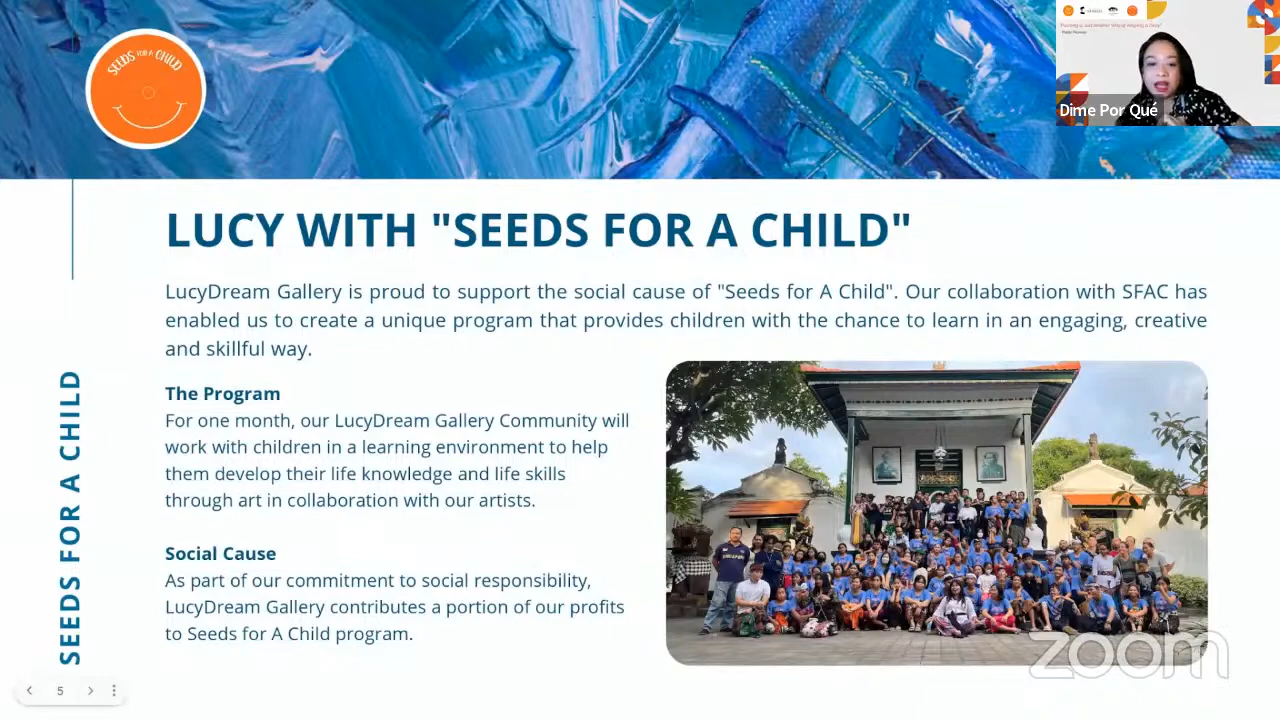 SEEDS FOR A CHILD
Dime Por Qué
LUCY WITH "SEEDS FOR A CHILD"
LucyDream Gallery is proud to support the social cause of "Seeds for A Child". Our collaboration with SFAC has
enabled us to create a unique program that provides children with the chance to learn in an engaging, creative
and skillful way.
The Program
For one month, our LucyDream Gallery Community will
work with children in a learning environment to help
them develop their life knowledge and life skills
through art in collaboration with our artists.
Social Cause
As part of our commitment to social responsibility,
LucyDream Gallery contributes a portion of our profits
to Seeds for A Child program.
SEEDS FOR A CHILD
5
zoom